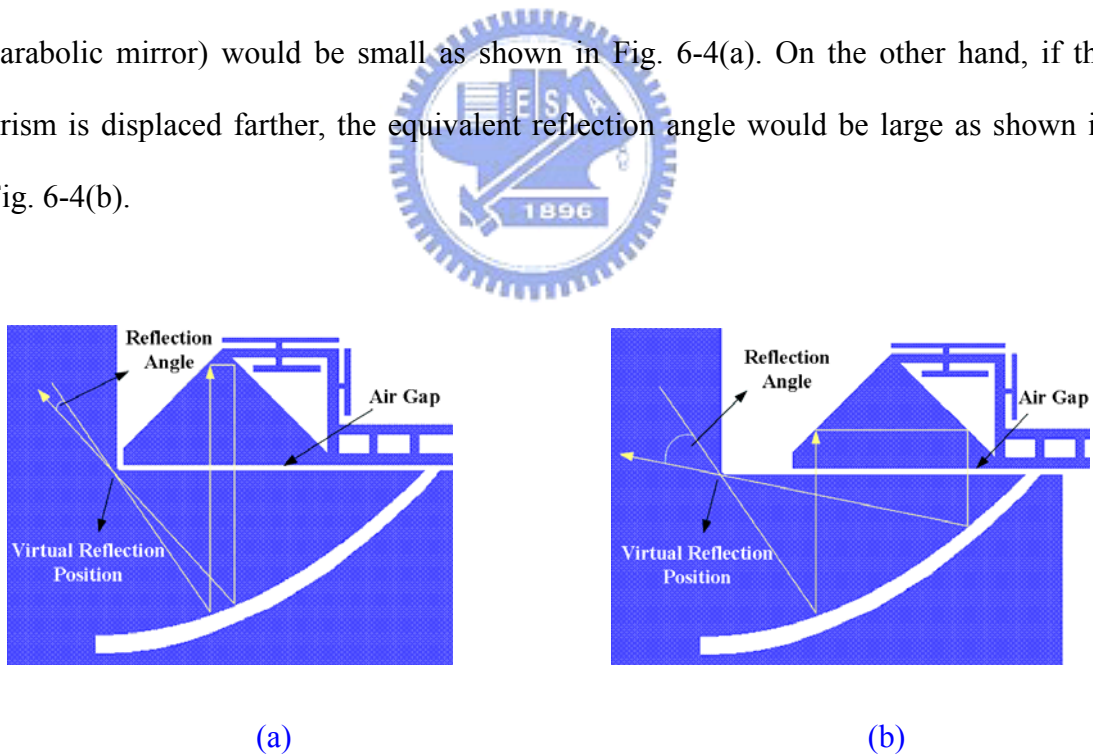 arabolic mirror) would be small as shown in Fig. 6-4(a). On the other hand, if th
rism is displaced farther, the equivalent reflection angle would be large as shown i
ig. 6-4(b).
ESA
1896
Reflection
Angle
Air Gap
Virtual Reflection
Position
Reflection
Angle
Air Gap
Virtual Reflection
Position
(a)
(b)